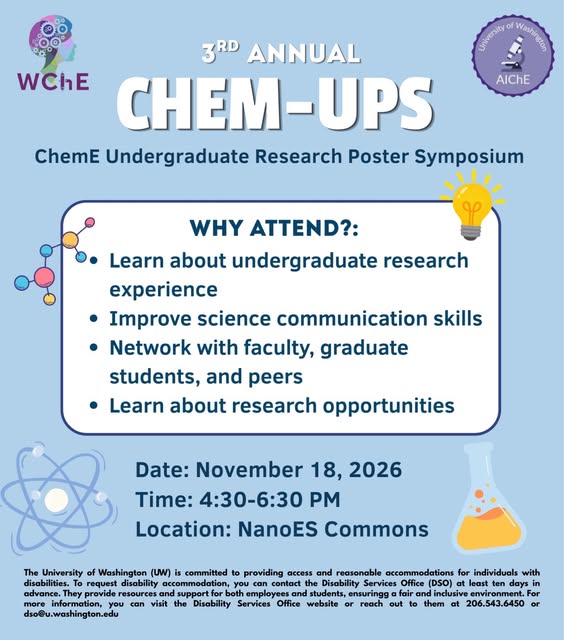 WChE
3RD ANNUAL
University of Washington
AIChE
CHEM-UPS
ChemE Undergraduate Research Poster Symposium
WHY ATTEND?:
• Learn about undergraduate research
experience
• Improve science communication skills
• Network with faculty, graduate
students, and peers
• Learn about research opportunities
Date: November 18, 2026
Time: 4:30-6:30 PM
Location: NanoES Commons
The University of Washington (UW) is committed to providing access and reasonable accommodations for individuals with
disabilities. To request disability accommodation, you can contact the Disability Services Office (DSO) at least ten days in
advance. They provide resources and support for both employees and students, ensuringg a fair and inclusive environment. For
more information, you can visit the Disability Services Office website or reach out to them at 206.543.6450 or
dso@u.washington.edu